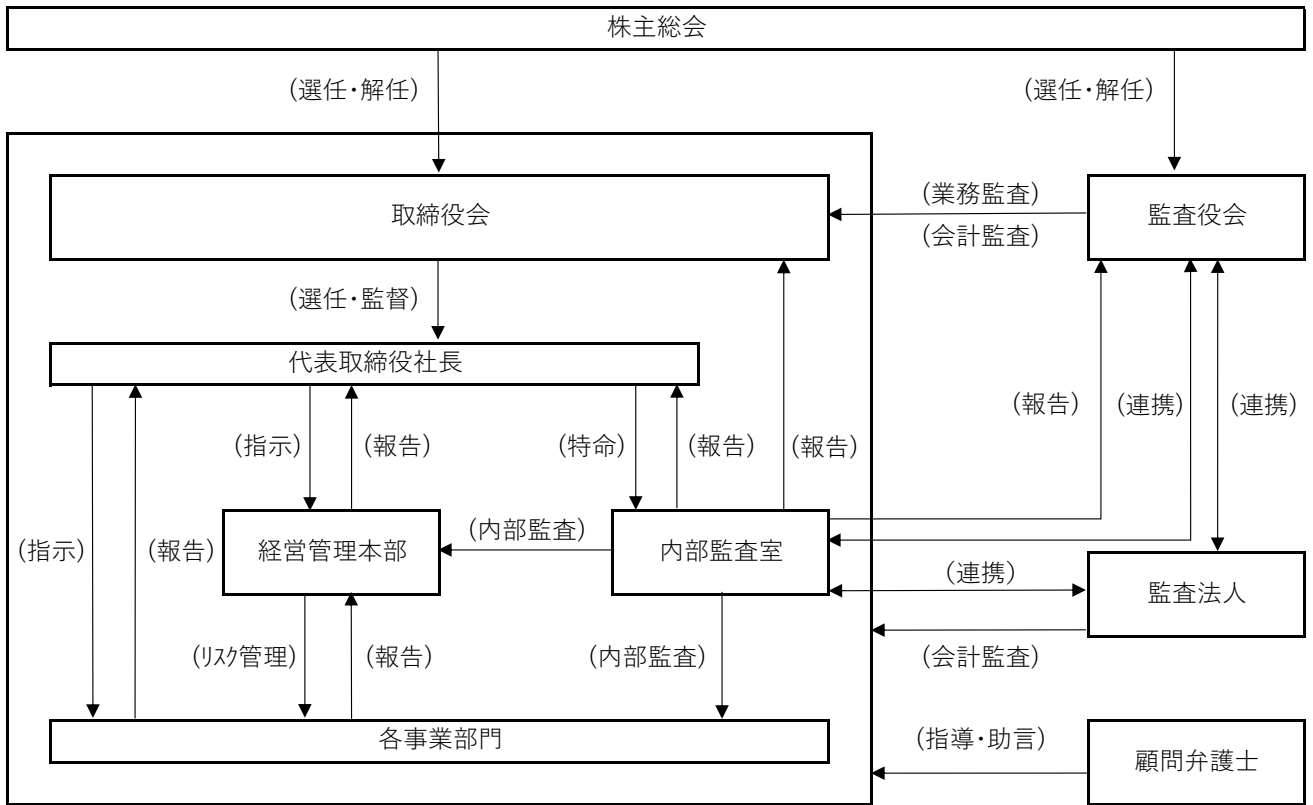 株主総会
(選任・解任)
(選任・解任)
取締役会
(業務監査)
(会計監査)
監査役会
(選任・監督)
代表取締役社長
(報告)
(連携)
(連携)
(指示)
(報告)
(特命)
(報告)
(報告)
(指示)
(報告)
経営管理本部
(内部監査)
内部監査室
(連携)
監査法人
(リスク管理)
(報告)
(内部監査)
(会計監査)
各事業部門
(指導・助言)
顧問弁護士